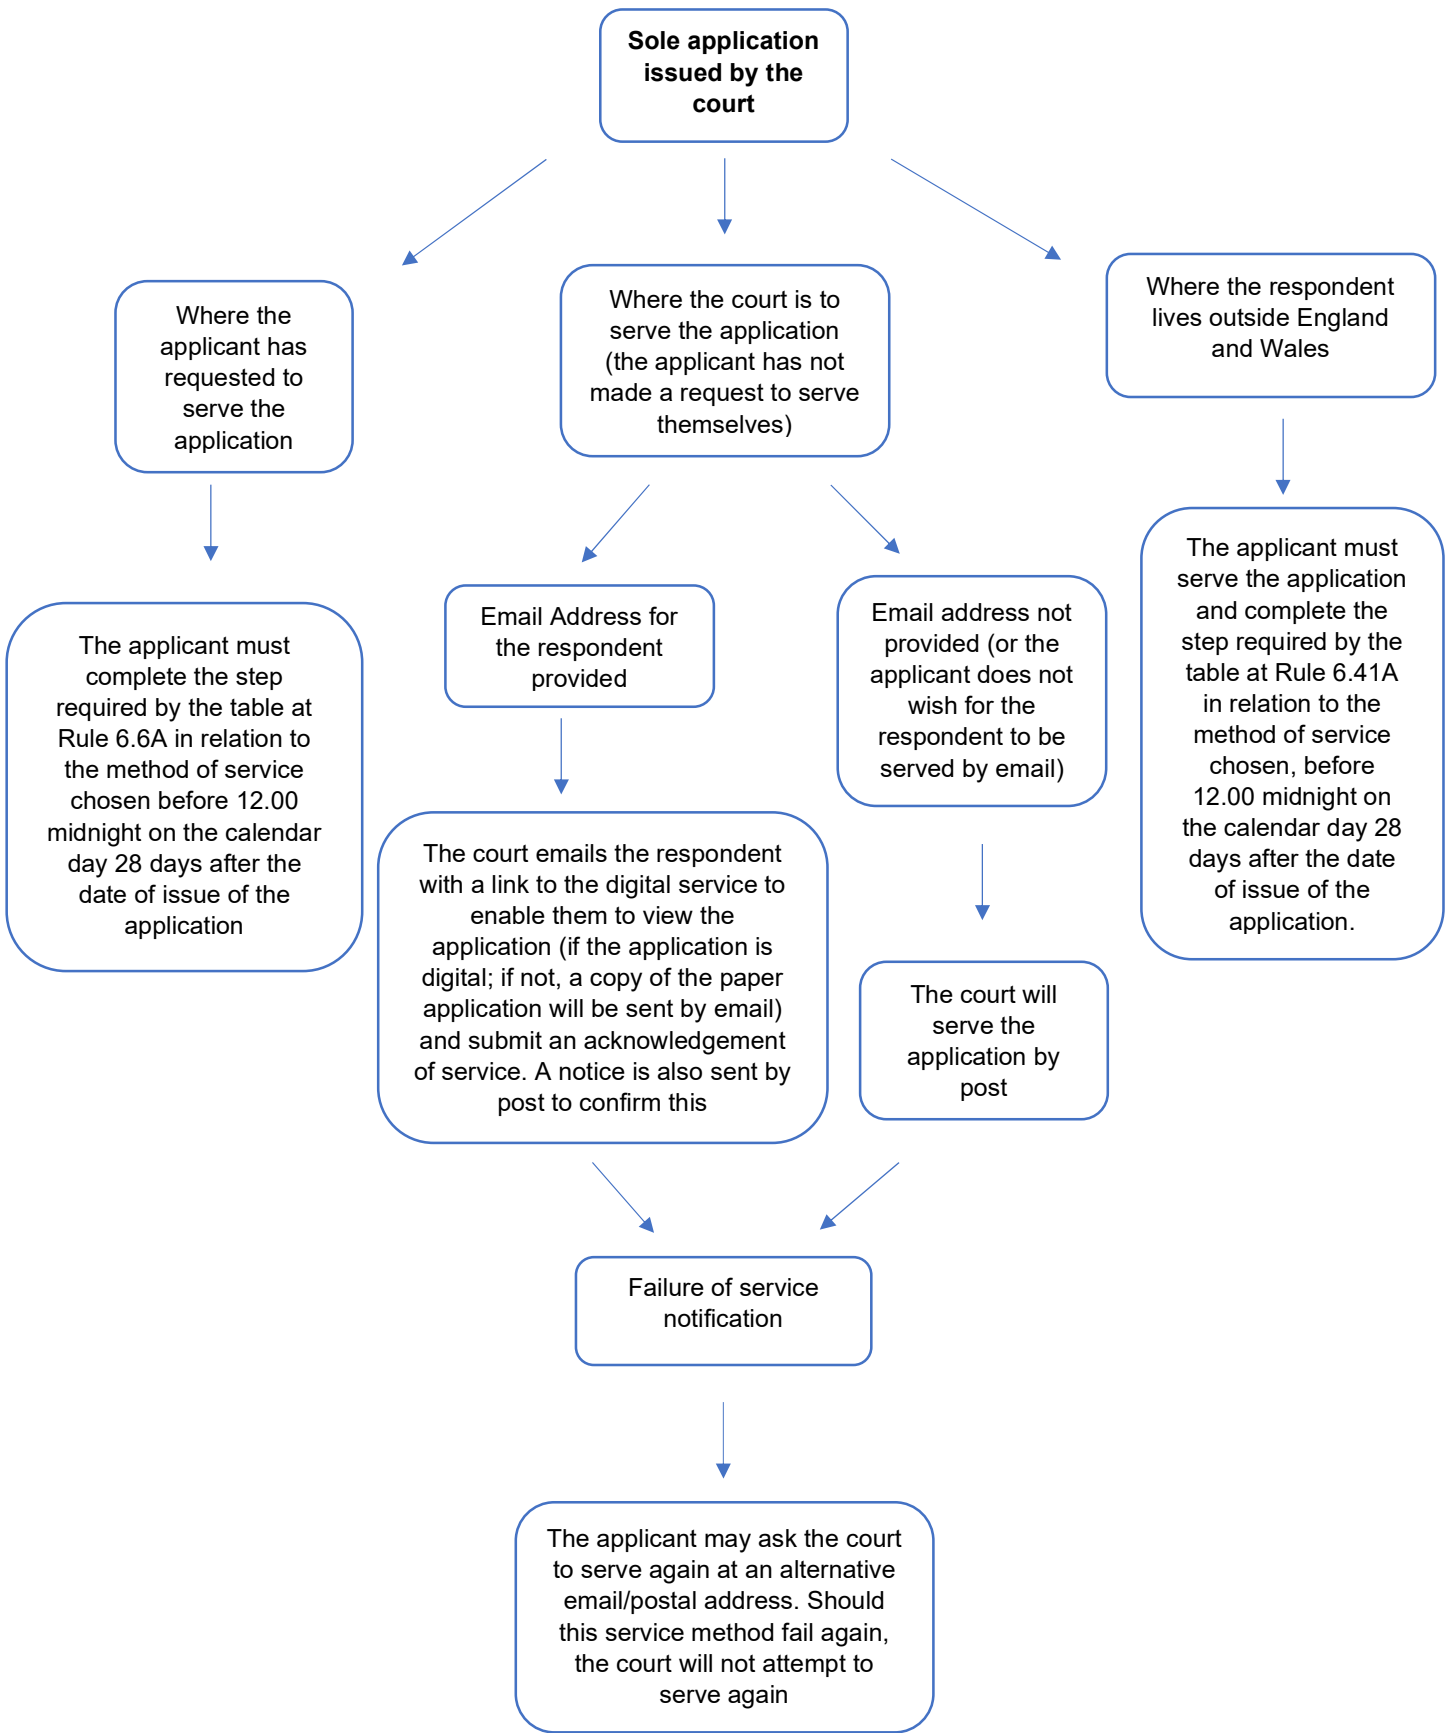 Sole application
issued by the
court
Where the
applicant has
requested to
serve the
application
Where the court is to
serve the application
(the applicant has not
made a request to serve
themselves)
Where the respondent
lives outside England
and Wales
The applicant must
complete the step
required by the table at
Rule 6.6A in relation to
the method of service
chosen before 12.00
midnight on the calendar
day 28 days after the
date of issue of the
application
Email Address for
the respondent
provided
Email address not
provided (or the
applicant does not
wish for the
respondent to be
served by email)
The applicant must
serve the application
and complete the
step required by the
table at Rule 6.41A
in relation to the
method of service
chosen, before
12.00 midnight on
the calendar day 28
days after the date
of issue of the
application.
The court emails the respondent
with a link to the digital service to
enable them to view the
application (if the application is
digital; if not, a copy of the paper
application will be sent by email)
and submit an acknowledgement
of service. A notice is also sent by
post to confirm this
The court will
serve the
application by
post
Failure of service
notification
The applicant may ask the court
to serve again at an alternative
email/postal address. Should
this service method fail again,
the court will not attempt to
serve again